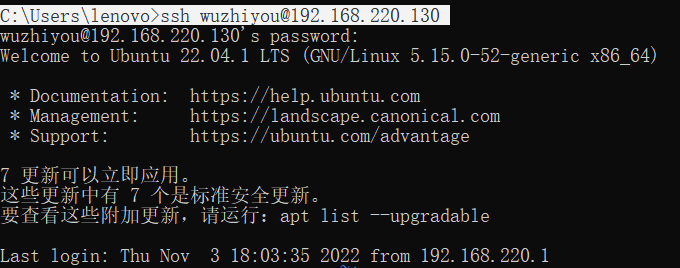 C:\Users\lenovo>ssh wuzhiyou@192.168.220.130
wuzhiyou@192.168.220.130's password:
Welcome to Ubuntu 22.04.1 LTS (GNU/Linux 5.15.0-52-generic x86_64)
* Documentation:  https://help.ubuntu.com
* Management:     https://landscape.canonical.com
* Support:        https://ubuntu.com/advantage
7 更新可以立即应用。
这些更新中有 7 个是标准安全更新。
要查看这些附加更新，请运行：apt list --upgradable
Last login: Thu Nov  3 18:03:35 2022 from 192.168.220.1